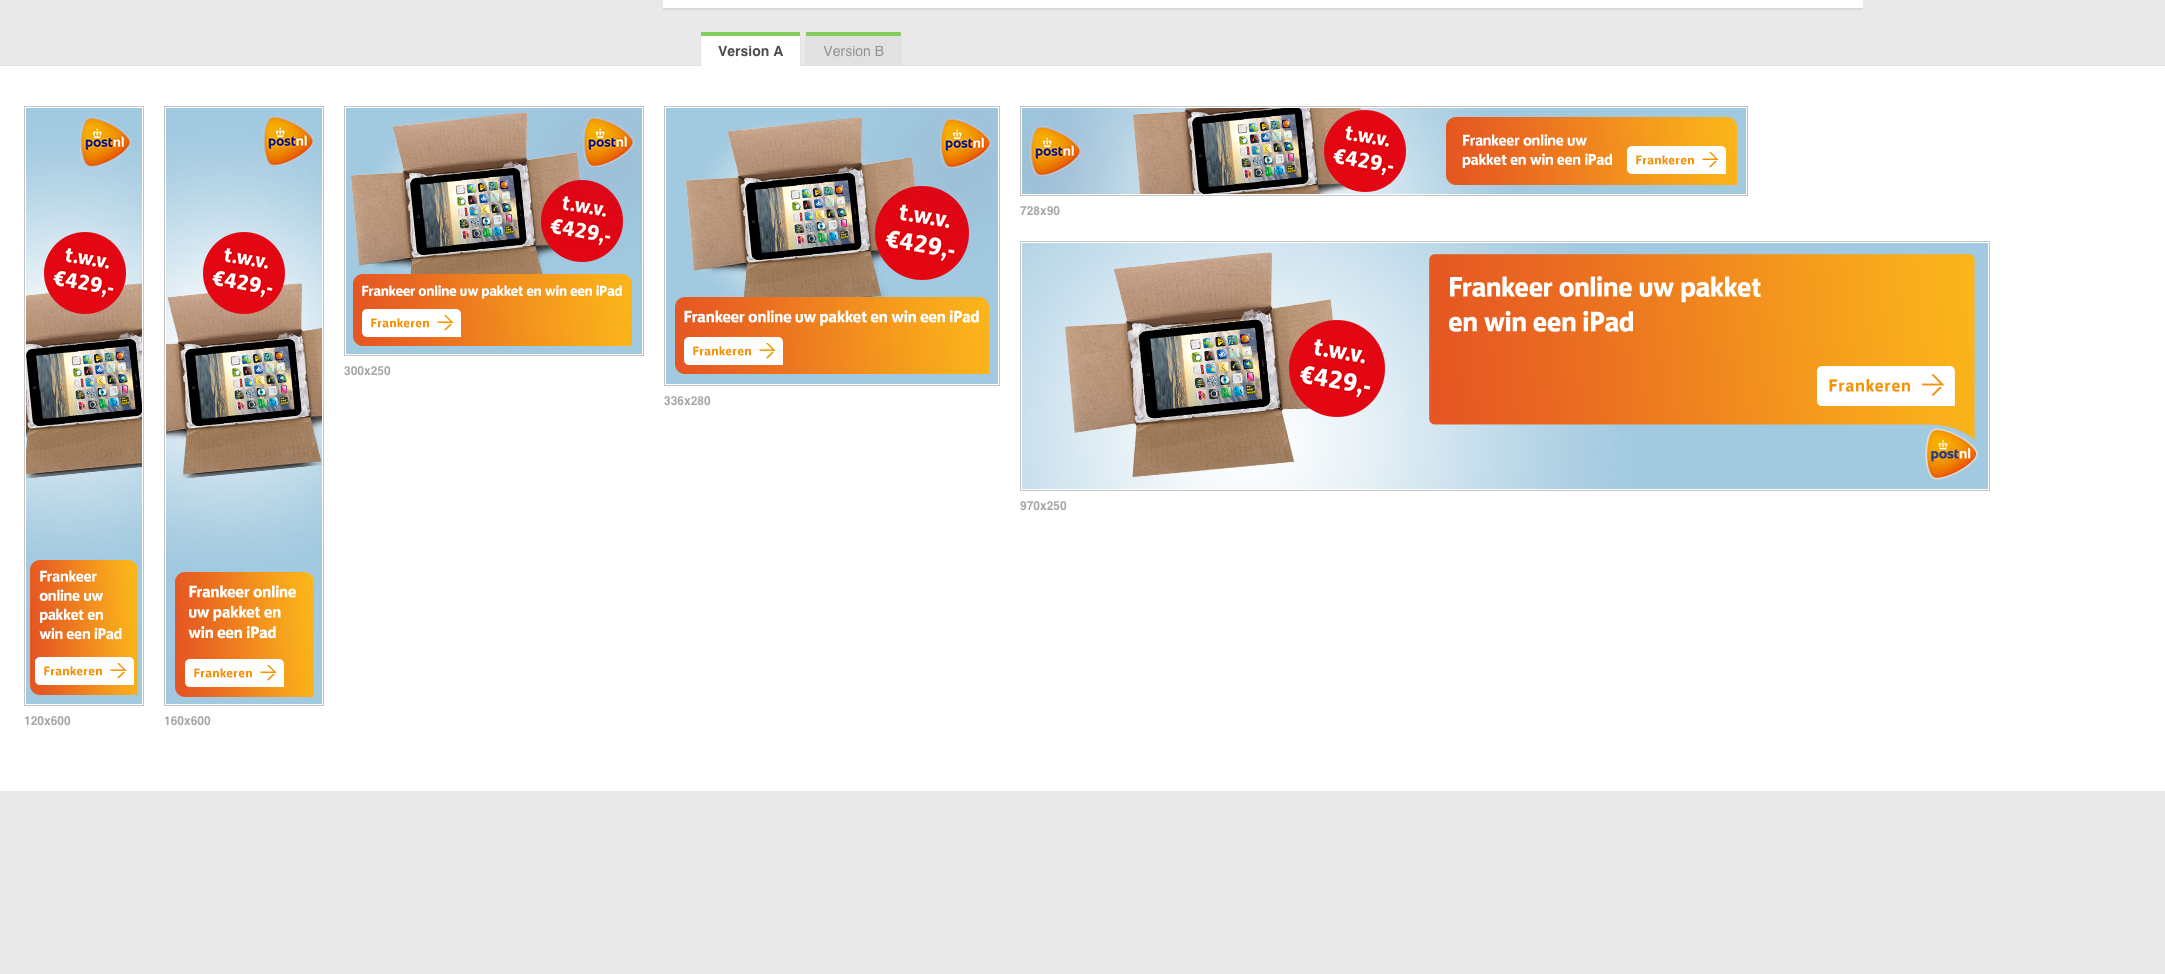 Version A
Version B
postnl
t.w.v.
€429,-
Frankeer
online uw
pakket en
win een iPad
Frankeren
120x600
postnl
t.w.v.
€429,-
Frankeer online
uw pakket en
win een iPad
Frankeren
160x600
postnl
t.w.v.
€429,-
Frankeer online uw pakket en win een iPad
Frankeren
300x250
postnl
t.w.v.
€429,-
Frankeer online uw pakket en win een iPad
Frankeren
336x280
postnl
t.w.v.
€429,-
Frankeer online uw
pakket en win een iPad
Frankeren
728x90
t.w.v.
€429,-
Frankeer online uw pakket
en win een iPad
Frankeren
postnl
970x250